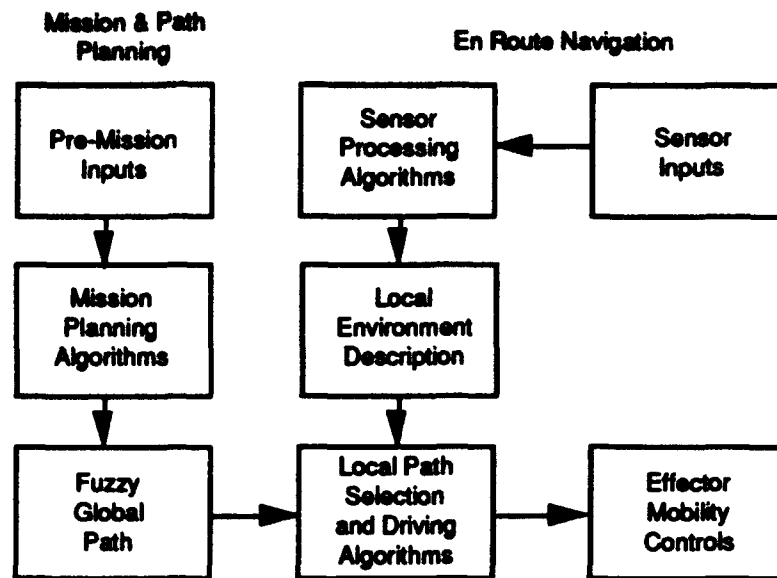 Mission & Path
Planning
En Route Navigation
Pre-Mission
Inputs
Sensor
Processing
Algorithms
Sensor
Inputs
Mission
Planning
Algorithms
Local
Environment
Description
Fuzzy
Global
Path
Local Path
Selection
and Driving
Algorithms
Effector
Mobility
Controls